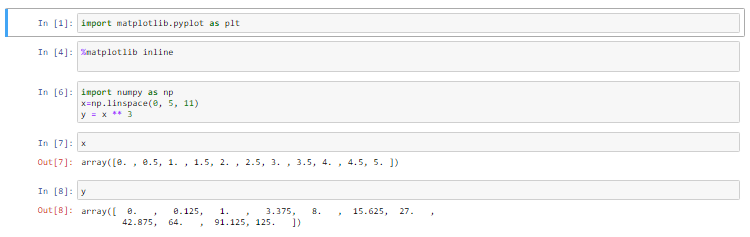 In [1]: import matplotlib.pyplot as plt
In [4]: %matplotlib inline
In [6]: import numpy as np
x=np.linspace(0, 5, 11)
y = x ** 3
In [7]: x
Out[7]: array([0. , 0.5, 1. , 1.5, 2. , 2.5, 3. , 3.5, 4. , 4.5, 5. ])
In [8]: y
Out[8]: array([  0.   ,   0.125,   1.   ,   3.375,   8.   ,  15.625,  27.   ,
42.875,  64.   ,  91.125, 125.   ])